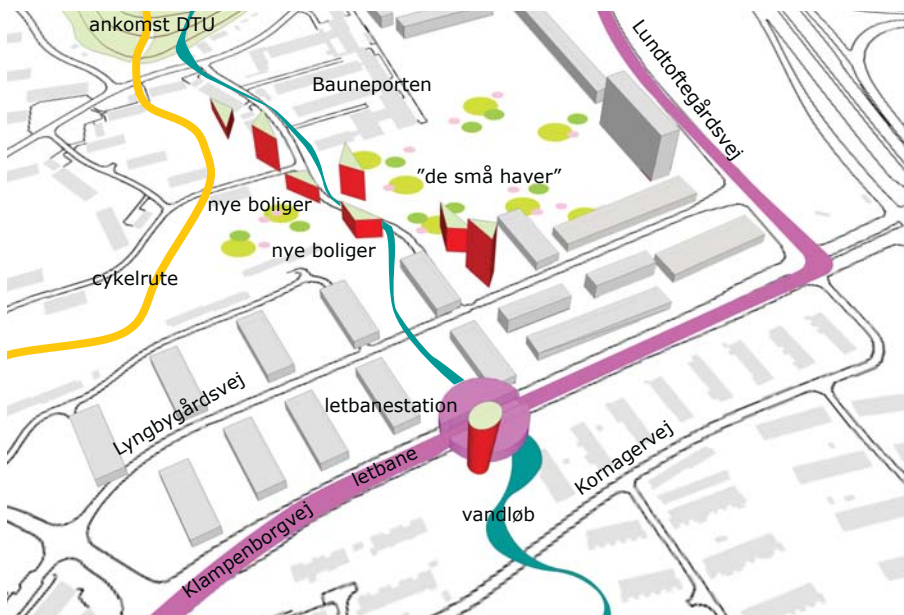 ankomst DTU
Lundtoftegårdsvej
Bauneporten
"de små haver"
nye boliger
nye boliger
cykelrute
letbanestation
Lyngbygårdsvej
Kornagervej
letbane
vandløb
Klampenborgvej